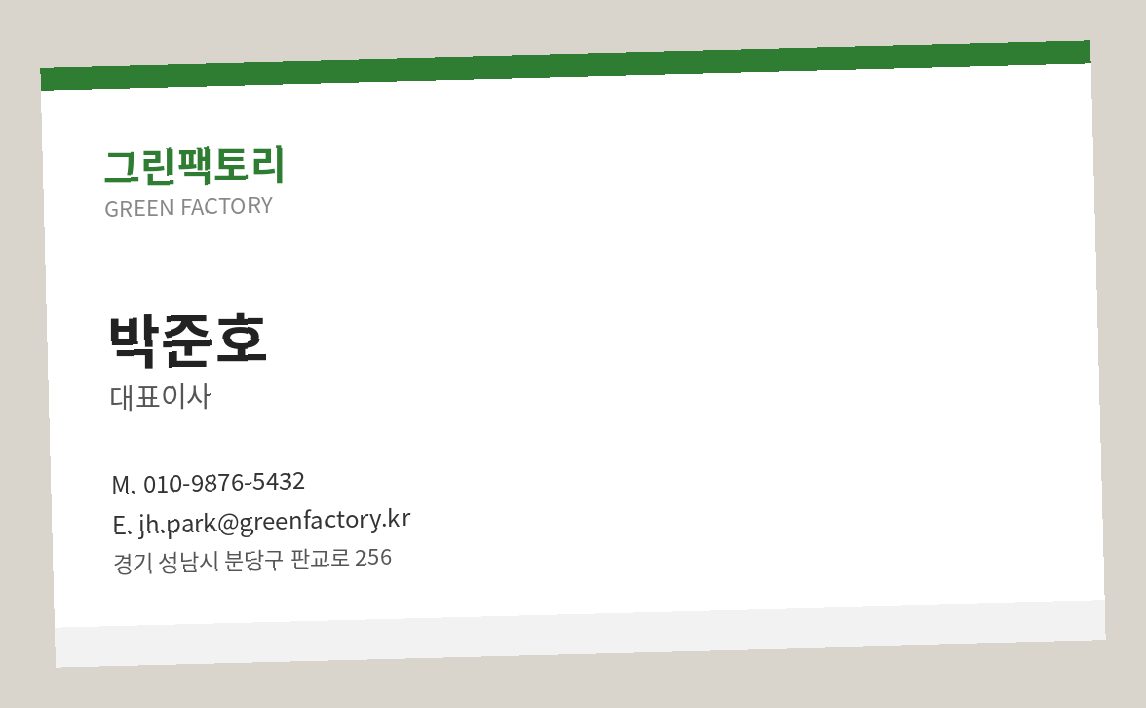 그린팩토리
GREEN FACTORY
박준호
대표이사
M. 010-9876-5432
E. jh.park@greenfactory.kr
경기 성남시 분당구 판교로 256